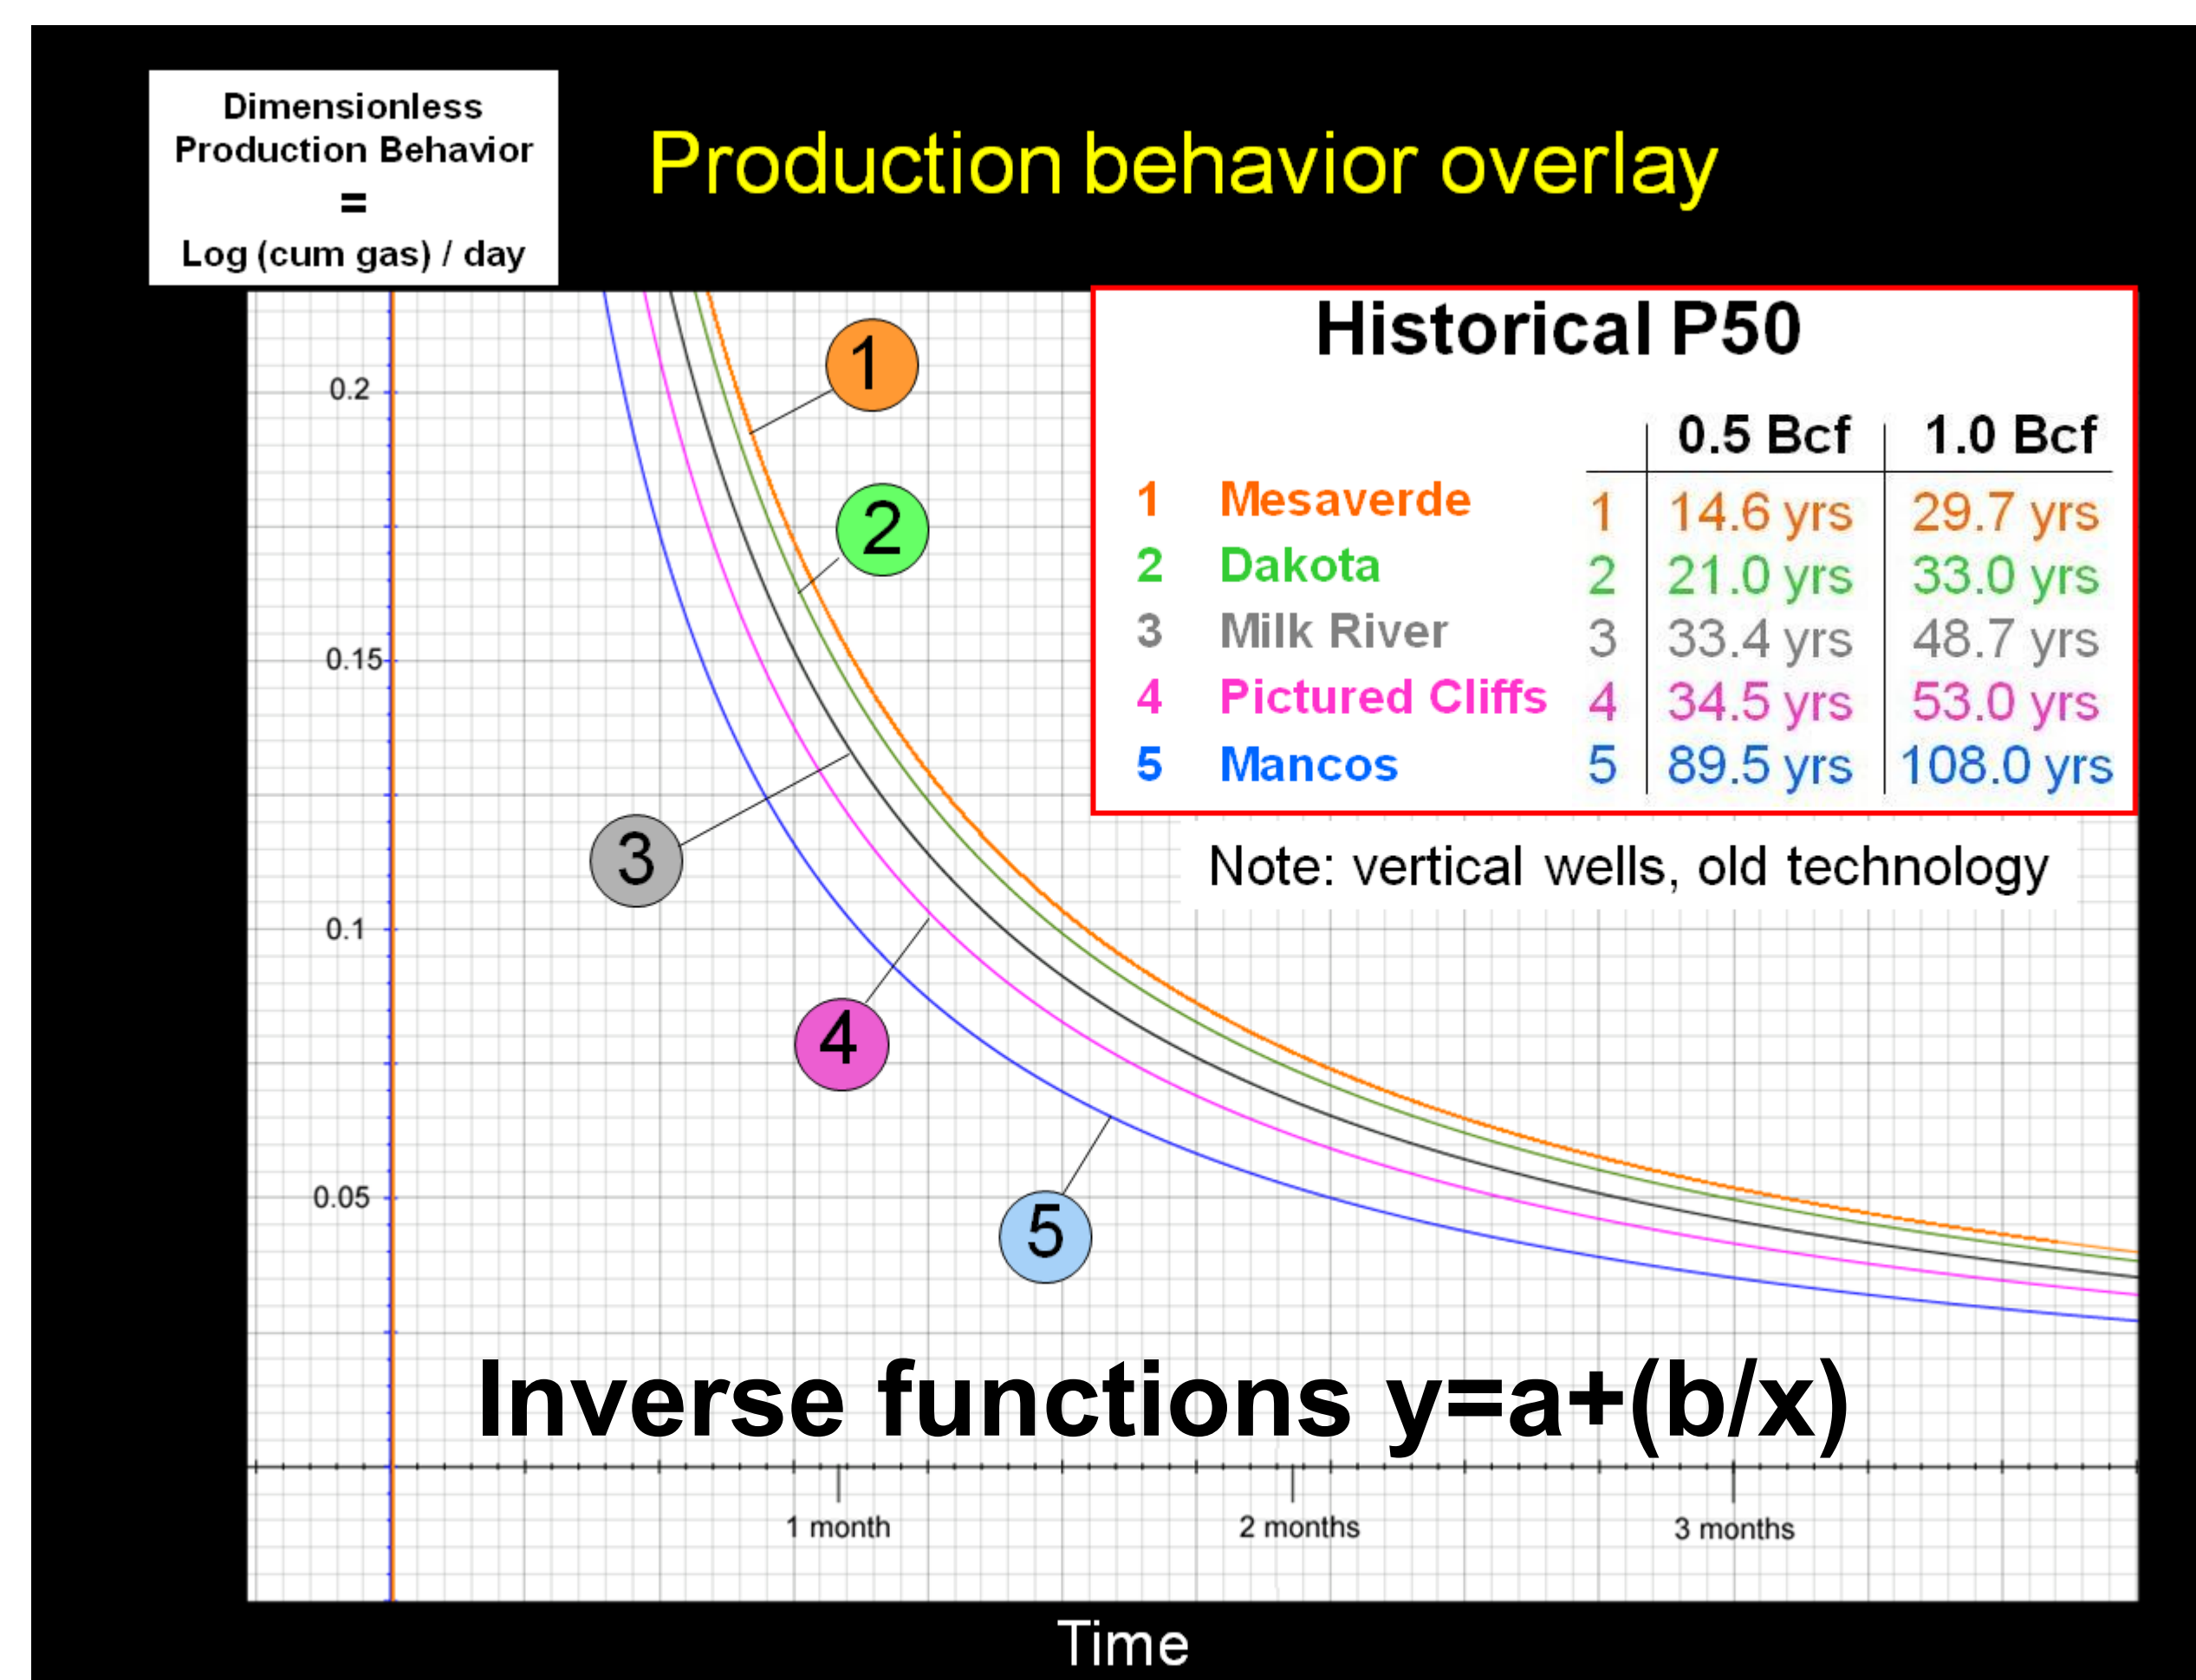 Dimensionless
Production Behavior
=
Log (cum gas) / day
Production behavior overlay
Historical P50
0.5 Bcf 1.0 Bcf
1 Mesaverde 1 14.6 yrs 29.7 yrs
2 Dakota 2 21.0 yrs 33.0 yrs
3 Milk River 3 33.4 yrs 48.7 yrs
4 Pictured Cliffs 4 34.5 yrs 53.0 yrs
5 Mancos 5 89.5 yrs 108.0 yrs
Note: vertical wells, old technology
0.2
0.15
0.1
0.05
1
2
3
4
5
Inverse functions y=a+(b/x)
1 month 2 months 3 months
Time